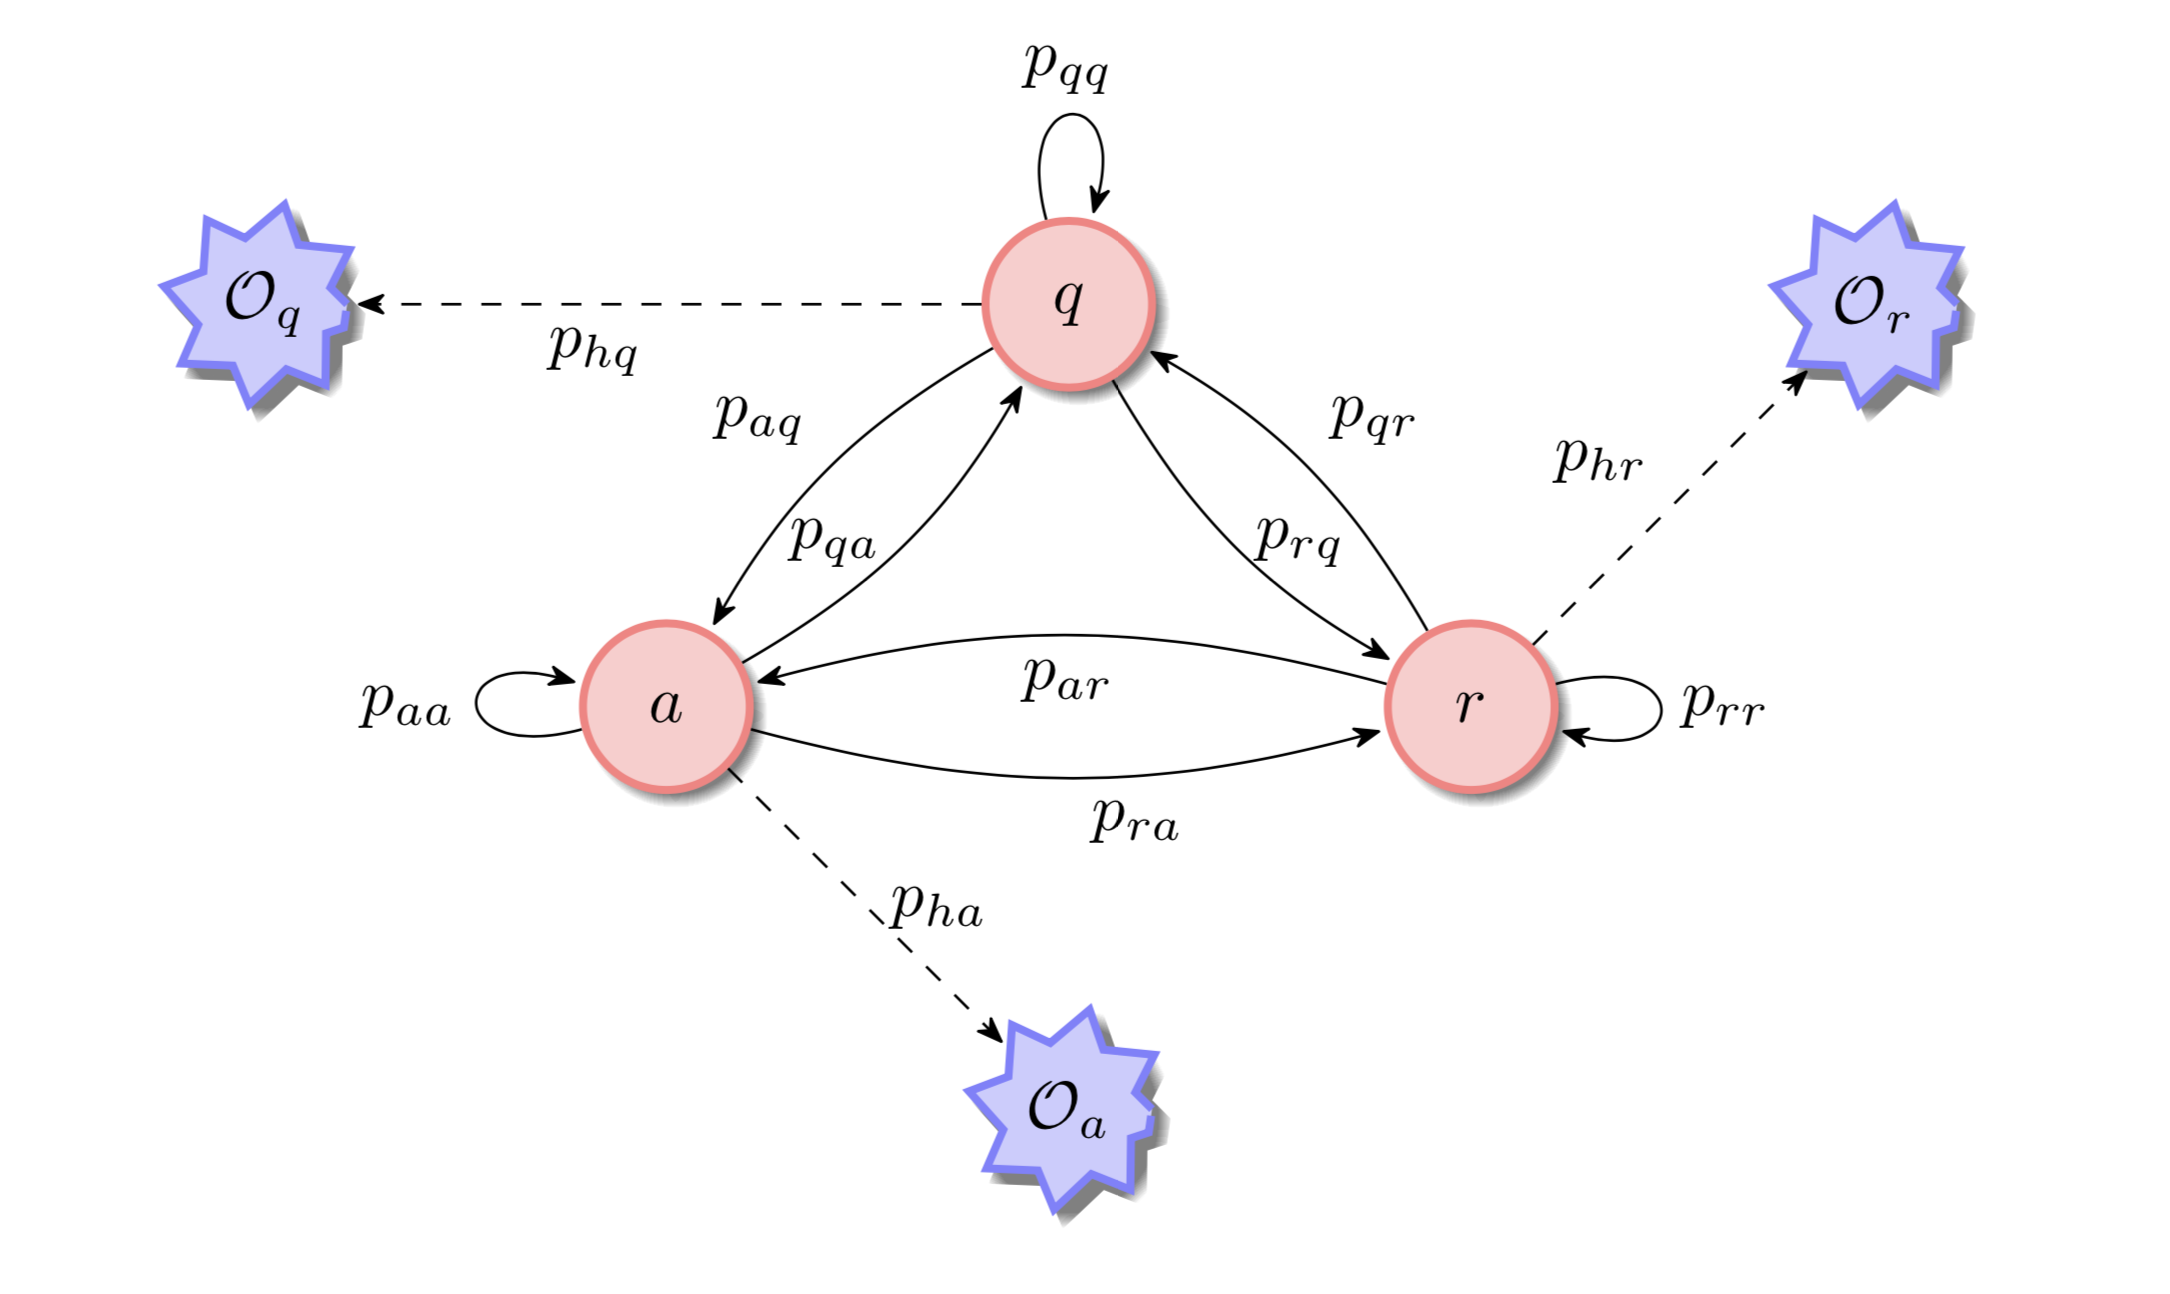 p_{qq}
\mathcal{O}_q
q
\mathcal{O}_r
p_{hq}
p_{aq}
p_{qr}
p_{hr}
p_{qa}
p_{rq}
p_{aa}
a
p_{ar}
r
p_{rr}
p_{ra}
p_{ha}
\mathcal{O}_a